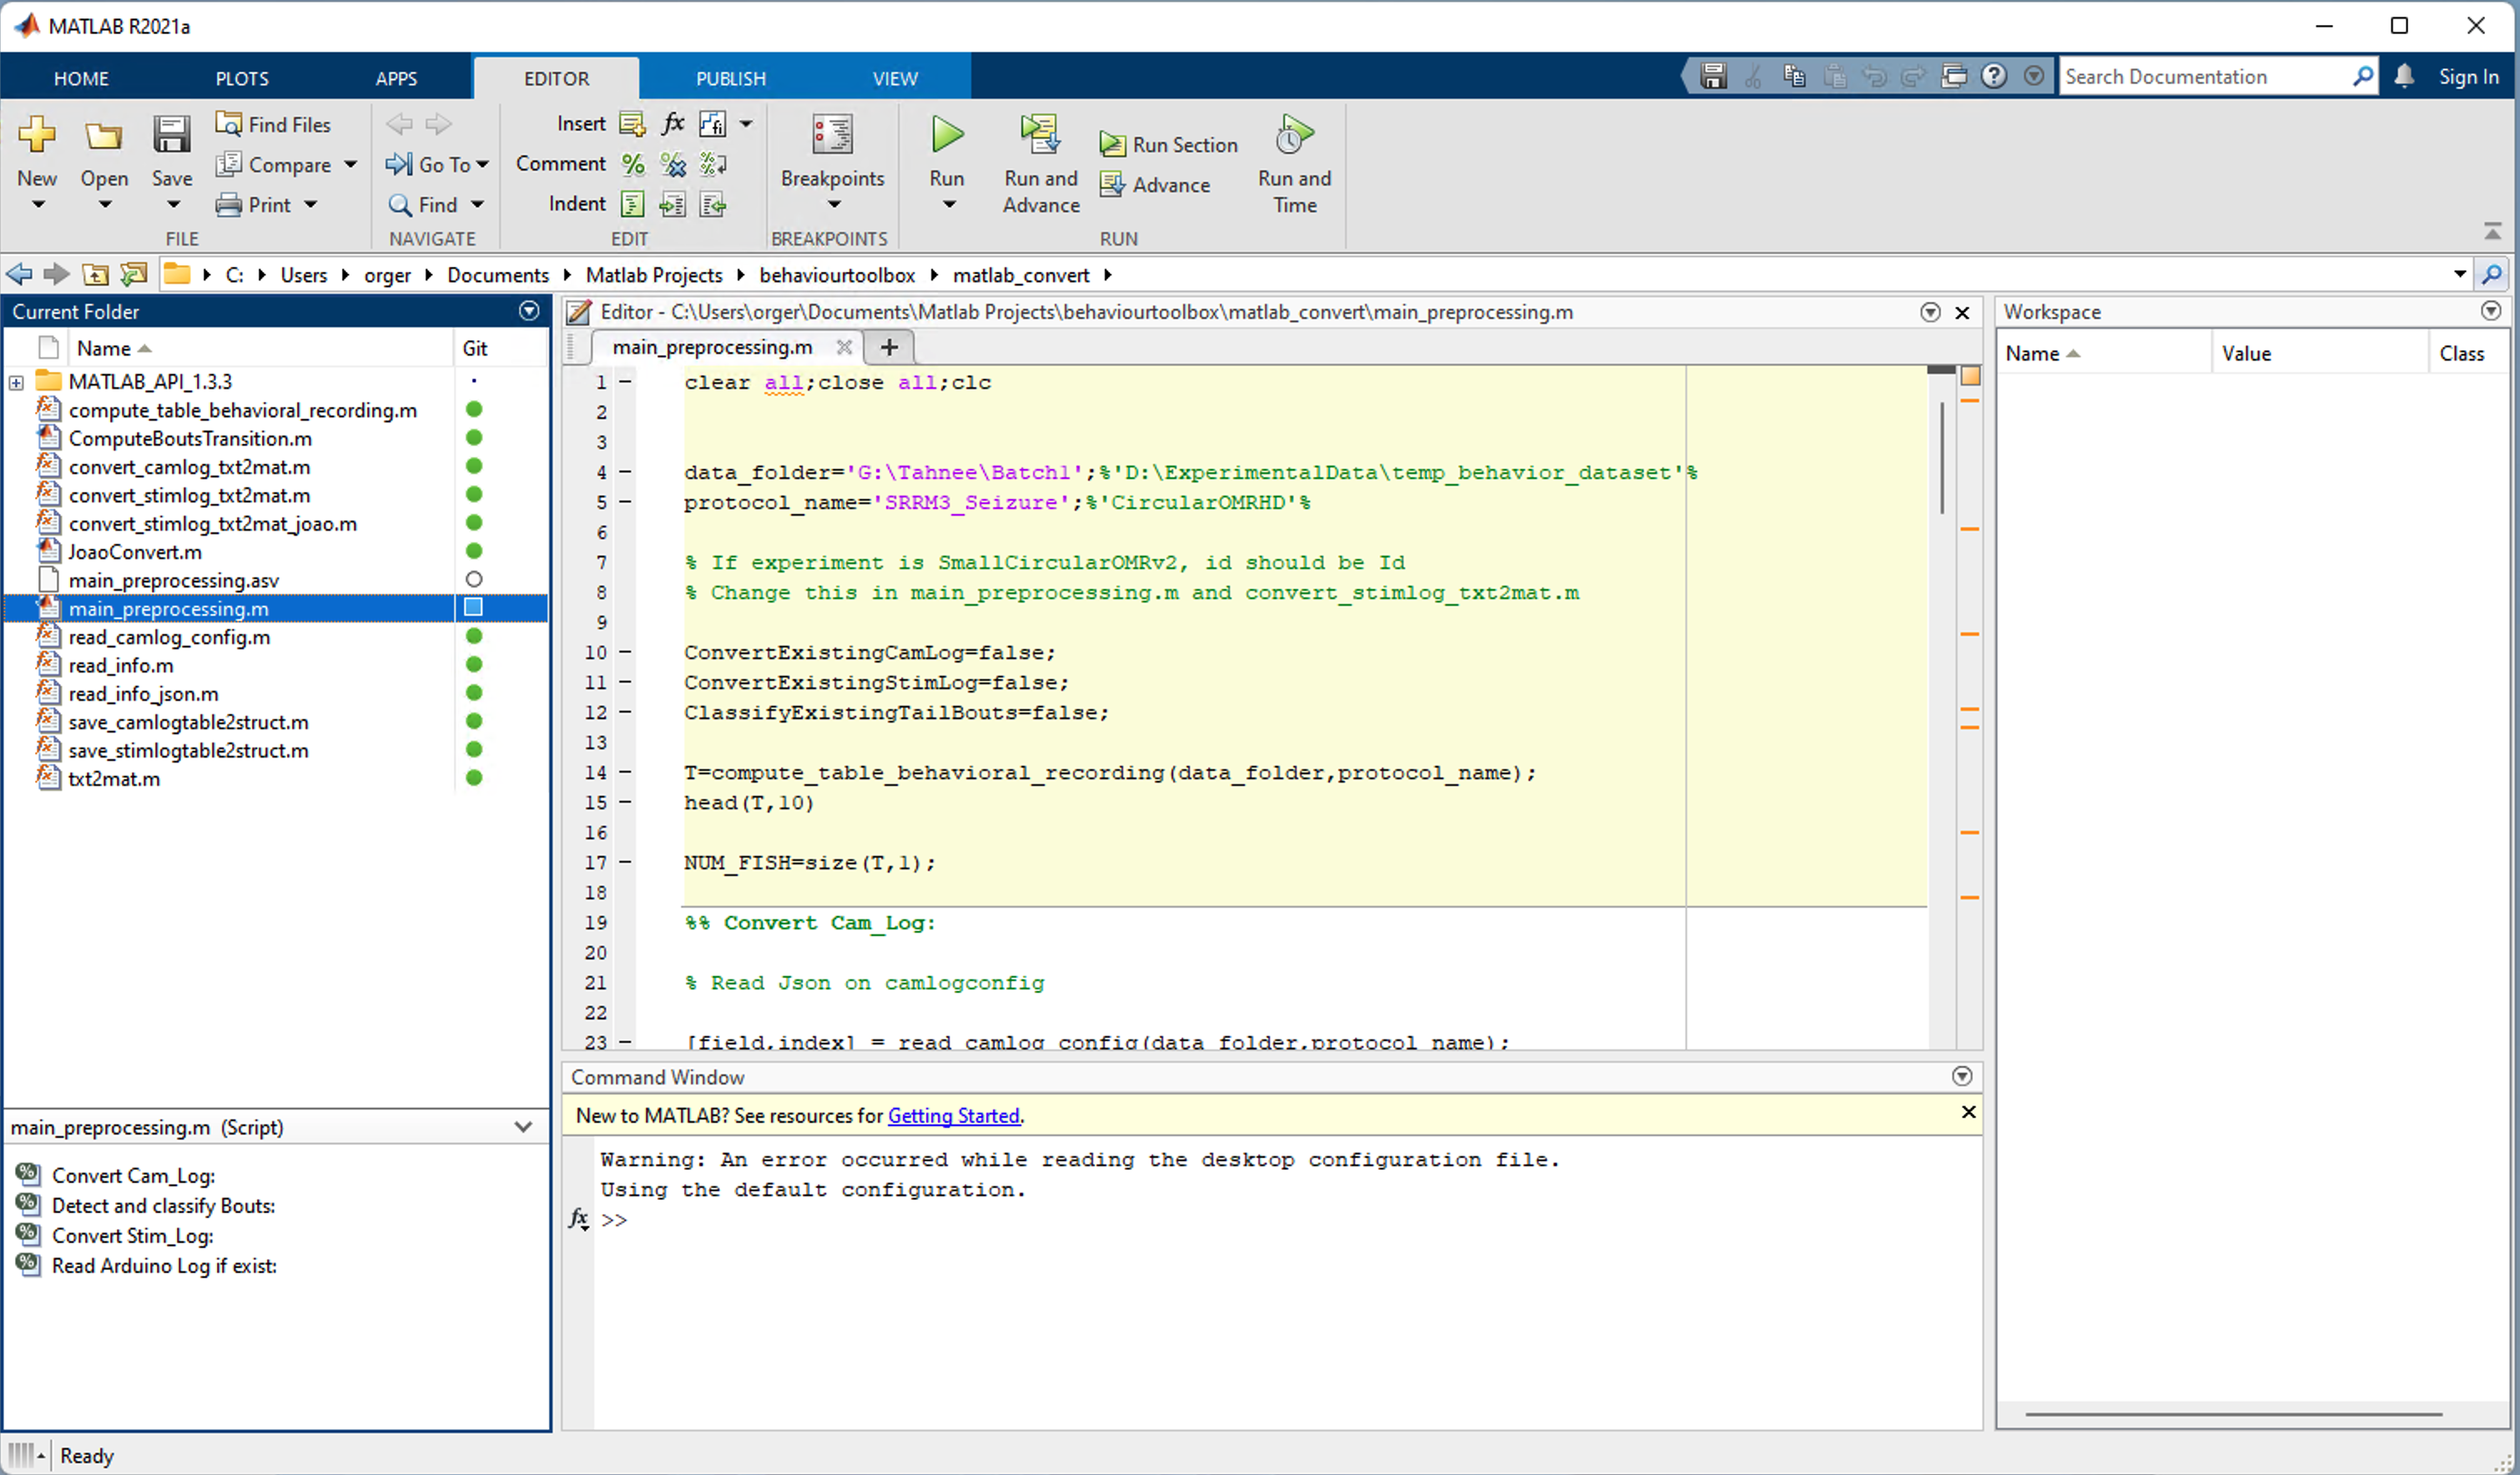 MATLAB R2021a
HOME PLOTS APPS EDITOR PUBLISH VIEW Search Documentation Sign In
New Open Save Find Files Compare Print FILE
Go To Find NAVIGATE
Insert fx fi Comment Indent EDIT
Breakpoints BREAKPOINTS
Run Run and Advance Run Section Advance Run and Time RUN
C: Users orger Documents Matlab Projects behaviourtoolbox matlab_convert
Current Folder
Name Git
MATLAB_API_1.3.3
compute_table_behavioral_recording.m
ComputeBoutsTransition.m
convert_camlog_txt2mat.m
convert_stimlog_txt2mat.m
convert_stimlog_txt2mat_joao.m
JoaoConvert.m
main_preprocessing.asv
main_preprocessing.m
read_camlog_config.m
read_info.m
read_info_json.m
save_camlogtable2struct.m
save_stimlogtable2struct.m
txt2mat.m
main_preprocessing.m (Script)
Convert Cam_Log:
Detect and classify Bouts:
Convert Stim_Log:
Read Arduino Log if exist:
Editor - C:\Users\orger\Documents\Matlab Projects\behaviourtoolbox\matlab_convert\main_preprocessing.m
main_preprocessing.m
1 clear all;close all;clc
2
3
4 data_folder='G:\Tahnee\Batch1';%'D:\ExperimentalData\temp_behavior_dataset'%
5 protocol_name='SRRM3_Seizure';%'CircularOMRHD'%
6
7 % If experiment is SmallCircularOMRv2, id should be Id
8 % Change this in main_preprocessing.m and convert_stimlog_txt2mat.m
9
10 ConvertExistingCamLog=false;
11 ConvertExistingStimLog=false;
12 ClassifyExistingTailBouts=false;
13
14 T=compute_table_behavioral_recording(data_folder,protocol_name);
15 head(T,10)
16
17 NUM_FISH=size(T,1);
18
19 %% Convert Cam_Log:
20
21 % Read Json on camlogconfig
22
23 [field,index] = read_camlog_config(data_folder,protocol_name);
Command Window
New to MATLAB? See resources for Getting Started.
Warning: An error occurred while reading the desktop configuration file.
Using the default configuration.
fx >>
Workspace
Name Value Class
Ready